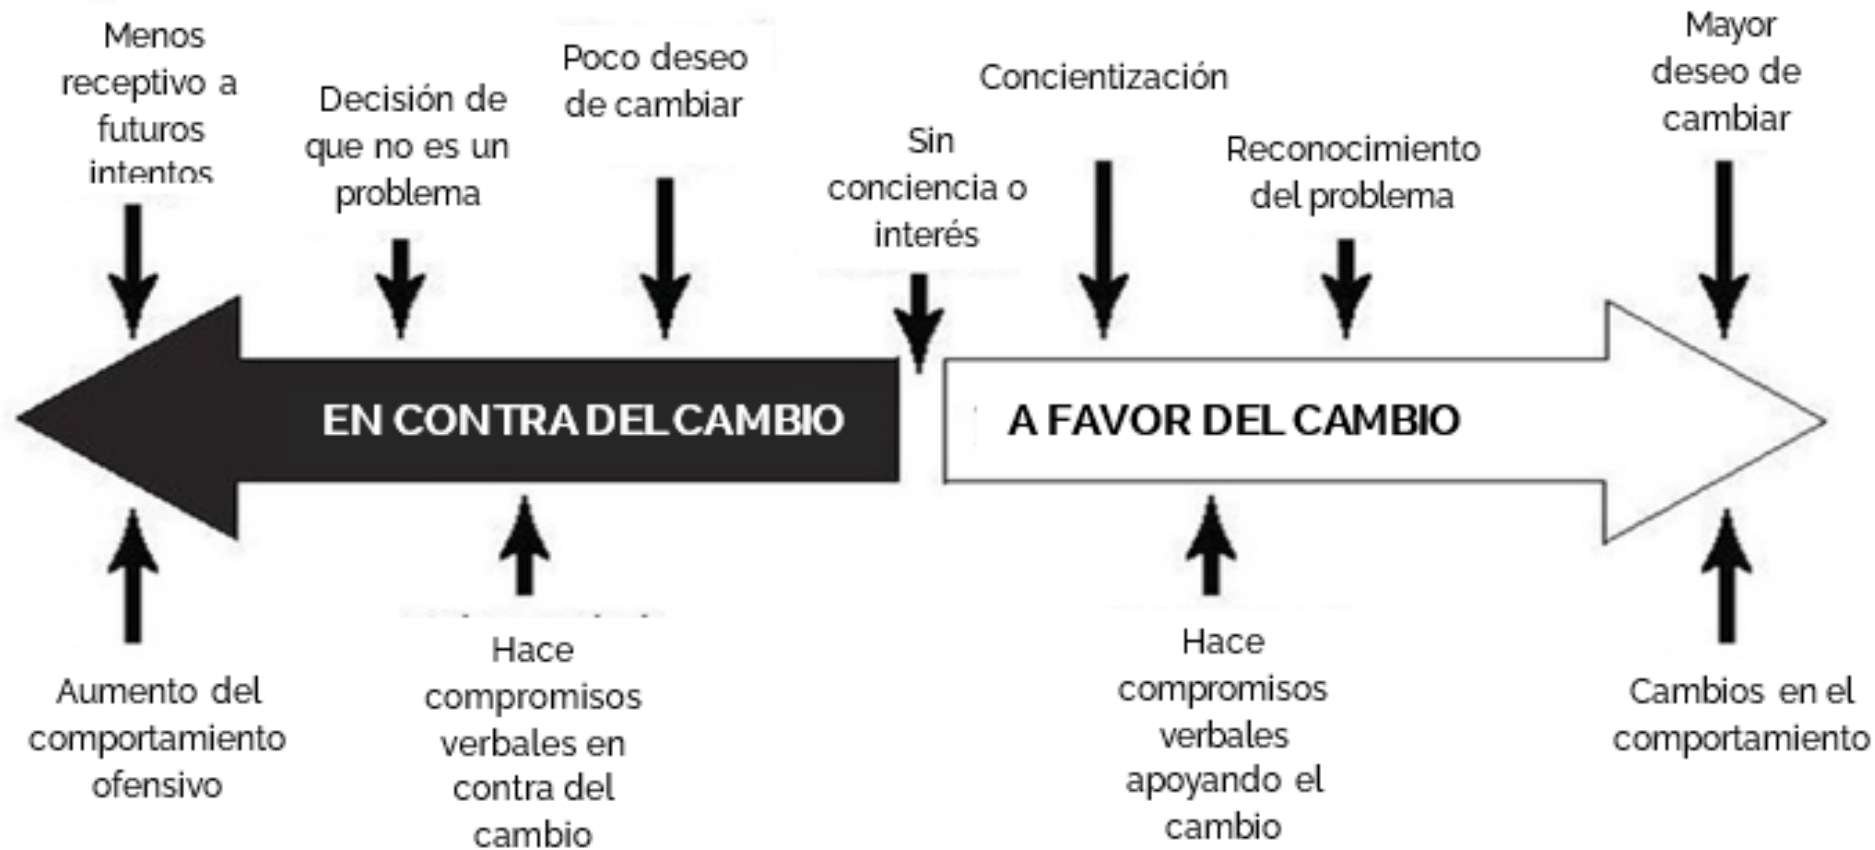 Menos
receptivo a
futuros
intentos
Decisión de
que no es un
problema
Poco deseo
de cambiar
Sin
conciencia o
interés
Concientización
Reconocimiento
del problema
Mayor
deseo de
cambiar
EN CONTRA DEL CAMBIO
A FAVOR DEL CAMBIO
Aumento del
comportamiento
ofensivo
Hace
compromisos
verbales en
contra del
cambio
Hace
compromisos
verbales
apoyando el
cambio
Cambios en el
comportamiento